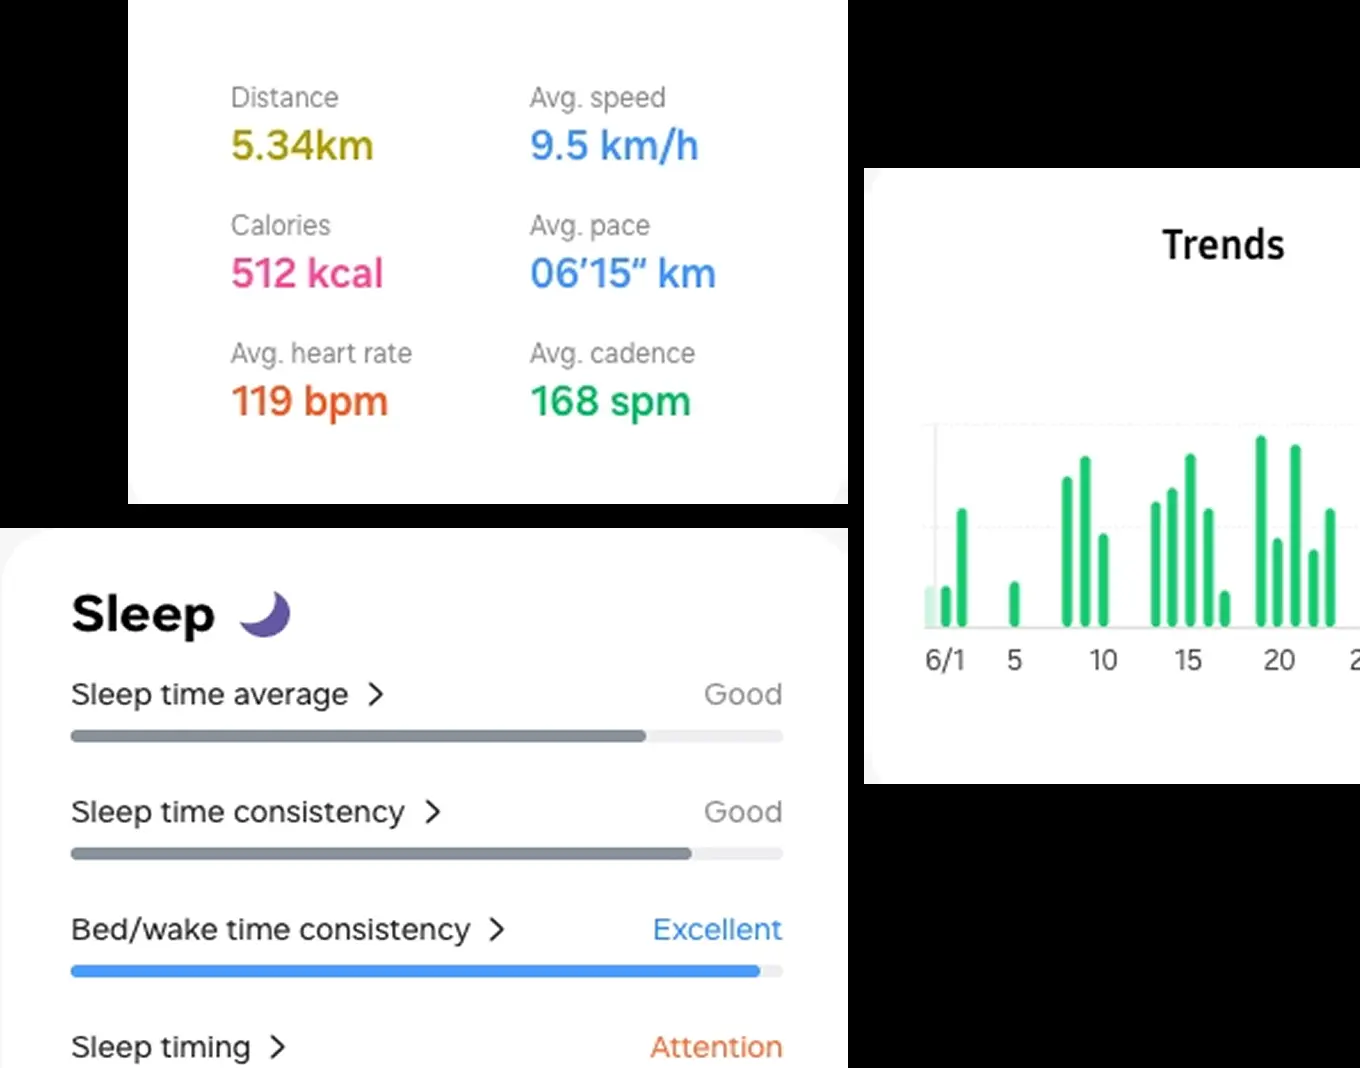 Distance
5.34km
Avg. speed
9.5 km/h
Calories
512 kcal
Avg. pace
06’15” km
Avg. heart rate
119 bpm
Avg. cadence
168 spm
Sleep
Sleep time average >
Good
Sleep time consistency >
Good
Bed/wake time consistency >
Excellent
Sleep timing >
Attention
Trends
6/1 5 10 15 20